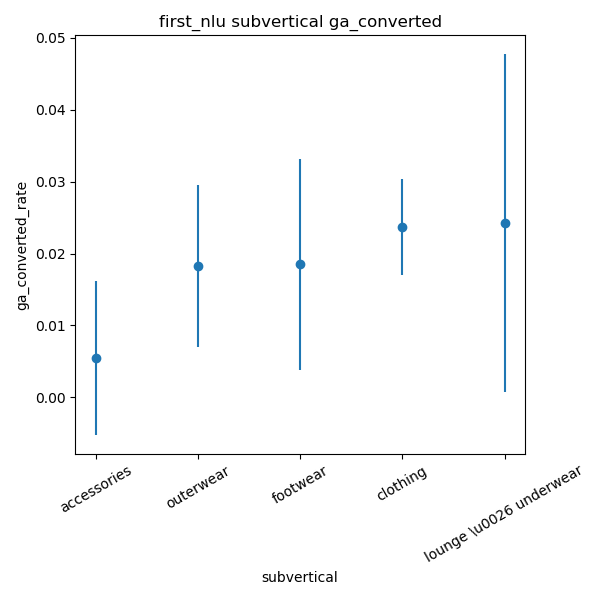 first_nlu subvertical ga_converted
0.05
0.04
0.03
0.02
0.01
0.00
ga_converted_rate
accessories
outerwear
footwear
clothing
lounge \u0026 underwear
subvertical